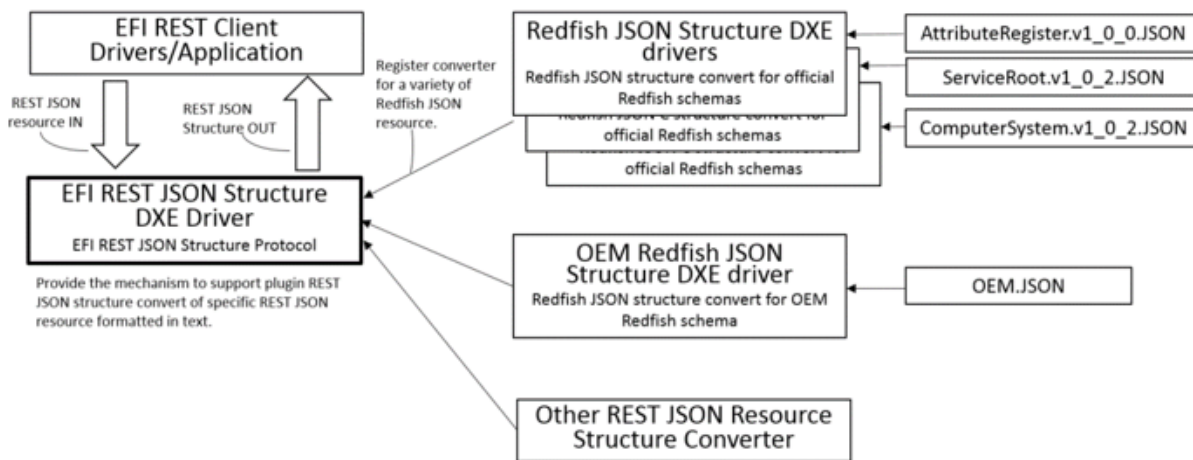 EFI REST Client
Drivers/Application
REST JSON
resource IN
REST JSON
Structure OUT
EFI REST JSON Structure
DXE Driver
EFI REST JSON Structure Protocol
Provide the mechanism to support plugin REST
JSON structure convert of specific REST JSON
resource formatted in text.
Register converter
for a variety of
Redfish JSON
resource.
Redfish JSON Structure DXE
drivers
Redfish JSON structure convert for official
Redfish schemas
official Redfish schemas
official Redfish schemas
AttributeRegister.v1_0_0.JSON
ServiceRoot.v1_0_2.JSON
ComputerSystem.v1_0_2.JSON
OEM Redfish JSON
Structure DXE driver
Redfish JSON structure convert for OEM
Redfish schema
OEM.JSON
Other REST JSON Resource
Structure Converter